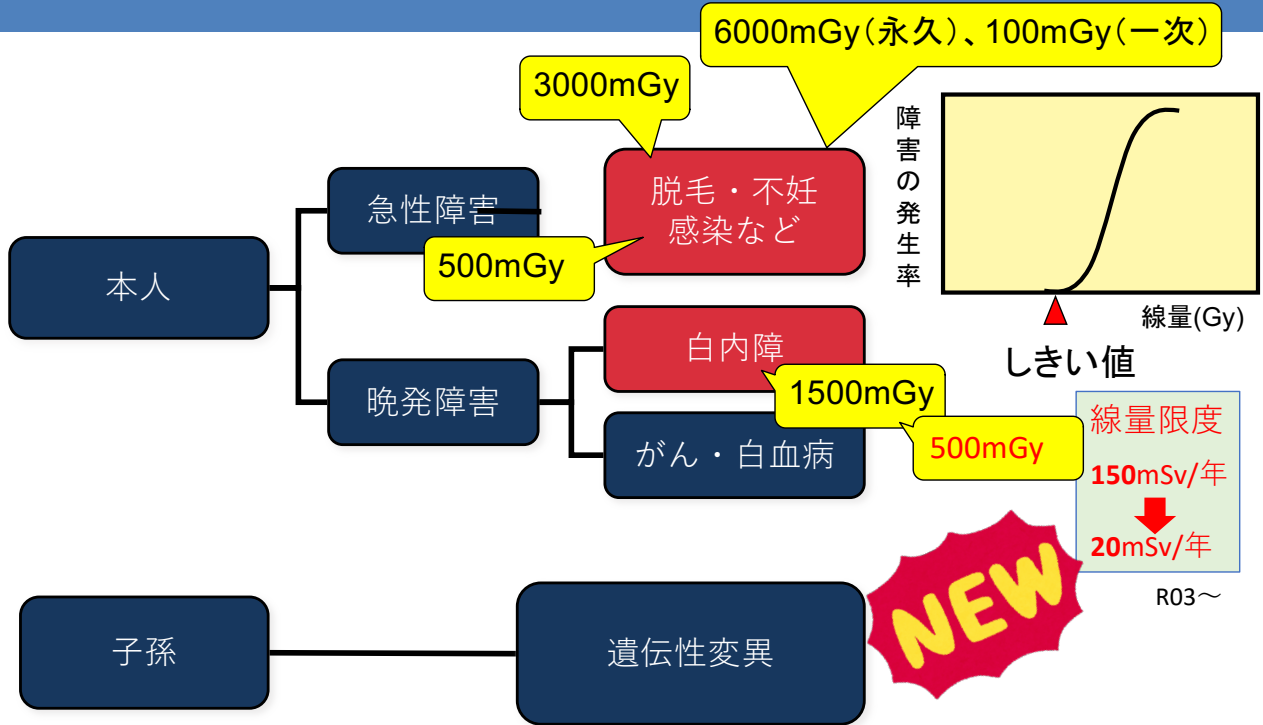 6000mGy(永久)、100mGy(一次)
3000mGy
障害の発生率
急性障害
脱毛・不妊
感染など
500mGy
本人
線量(Gy)
しきい値
白内障
晩発障害
1500mGy
線量限度
がん・白血病
500mGy
150mSv/年
20mSv/年
R03~
NEW
子孫
遺伝性変異